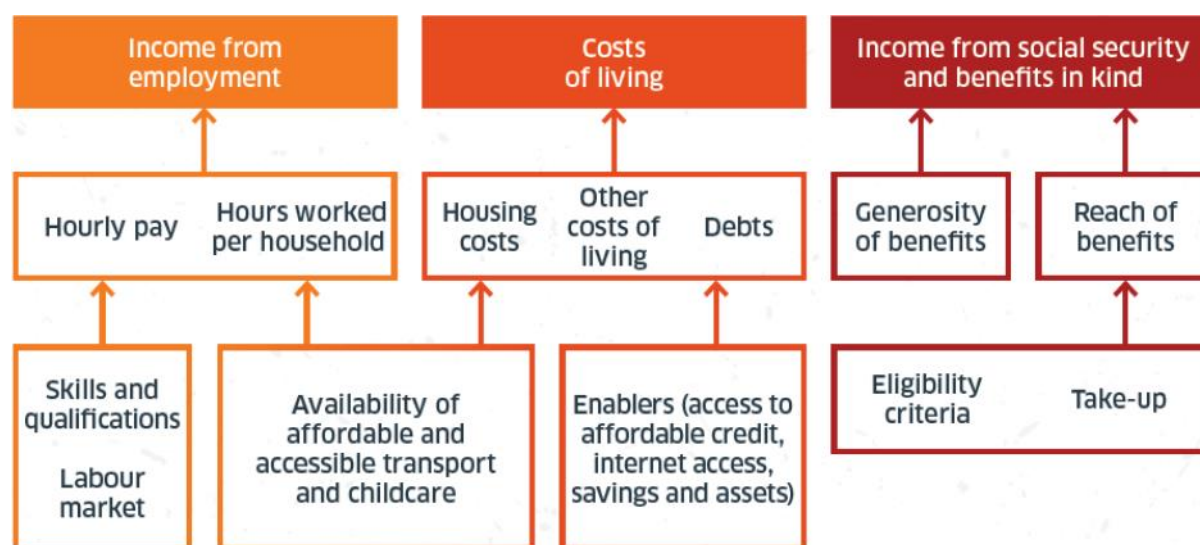 Income from
employment
Costs
of living
Income from social security
and benefits in kind
Hourly pay
Hours worked
per household
Housing
costs
Other
costs of
living
Debts
Generosity
of benefits
Reach of
benefits
Skills and
qualifications
Labour
market
Availability of
affordable and
accessible transport
and childcare
Enablers (access to
affordable credit,
internet access,
savings and assets)
Eligibility
criteria
Take-up